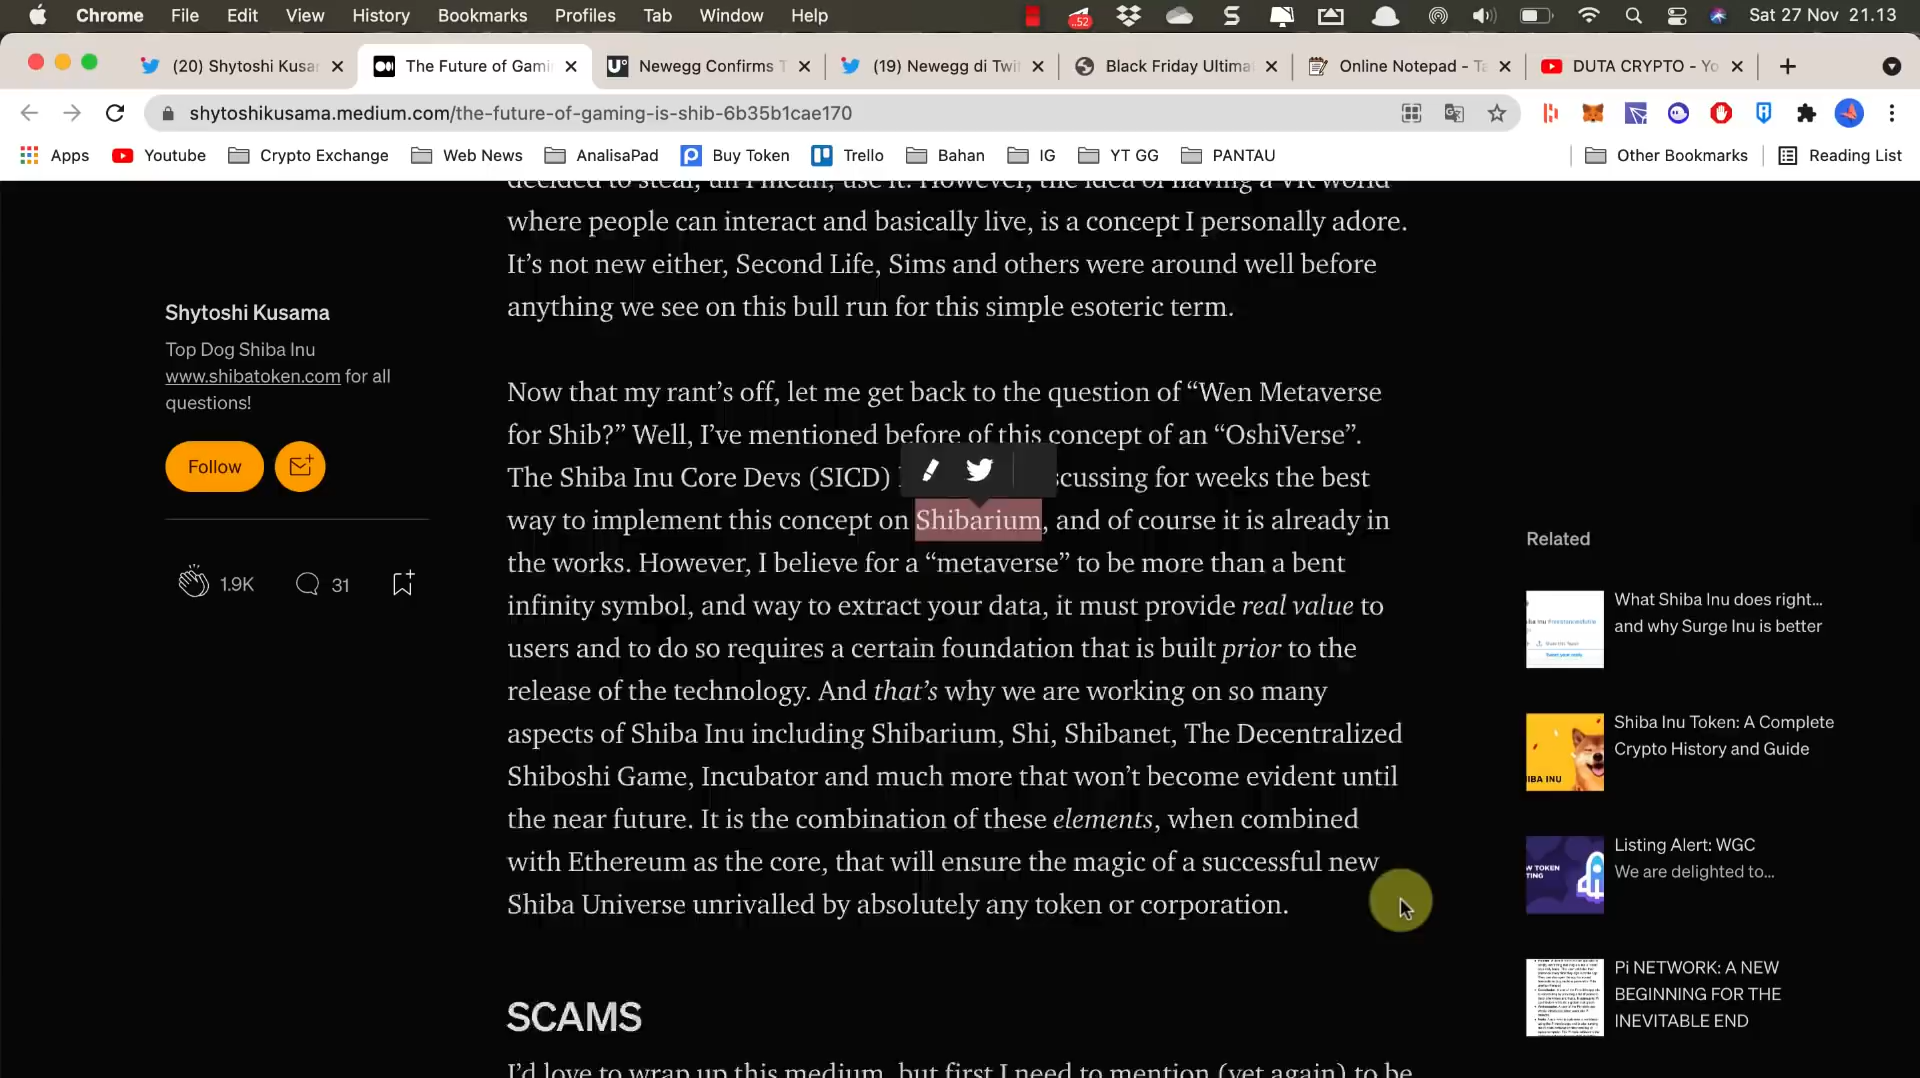 Chrome File Edit View History Bookmarks Profiles Tab Window Help
..52
Sat 27 Nov 21.13
(20) Shytoshi Kusa
The Future of Gami
Newegg Confirms T
(19) Newegg di Twi
Black Friday Ultima
Online Notepad - Ta
DUTA CRYPTO - Yo
shytoshikusama.medium.com/the-future-of-gaming-is-shib-6b35b1cae170
Apps Youtube Crypto Exchange Web News AnalisaPad Buy Token Trello Bahan IG YT GG PANTAU Other Bookmarks Reading List
decided to steal, uh I mean, use it. However, the idea of having a VR world
where people can interact and basically live, is a concept I personally adore.
It’s not new either, Second Life, Sims and others were around well before
anything we see on this bull run for this simple esoteric term.
Shytoshi Kusama
Top Dog Shiba Inu
www.shibatoken.com for all
questions!
Follow
1.9K 31
Now that my rant’s off, let me get back to the question of “Wen Metaverse
for Shib?” Well, I’ve mentioned before of this concept of an “OshiVerse”.
The Shiba Inu Core Devs (SICD) scussing for weeks the best
way to implement this concept on Shibarium, and of course it is already in
the works. However, I believe for a “metaverse” to be more than a bent
infinity symbol, and way to extract your data, it must provide real value to
users and to do so requires a certain foundation that is built prior to the
release of the technology. And that’s why we are working on so many
aspects of Shiba Inu including Shibarium, Shi, Shibanet, The Decentralized
Shiboshi Game, Incubator and much more that won’t become evident until
the near future. It is the combination of these elements, when combined
with Ethereum as the core, that will ensure the magic of a successful new
Shiba Universe unrivalled by absolutely any token or corporation.
SCAMS
I’d love to wrap up this medium, but first I need to mention (yet again) to be
Related
What Shiba Inu does right...
and why Surge Inu is better
Shiba Inu Token: A Complete
Crypto History and Guide
IBA INU
Listing Alert: WGC
We are delighted to...
W TOKEN
TING
Pi NETWORK: A NEW
BEGINNING FOR THE
INEVITABLE END